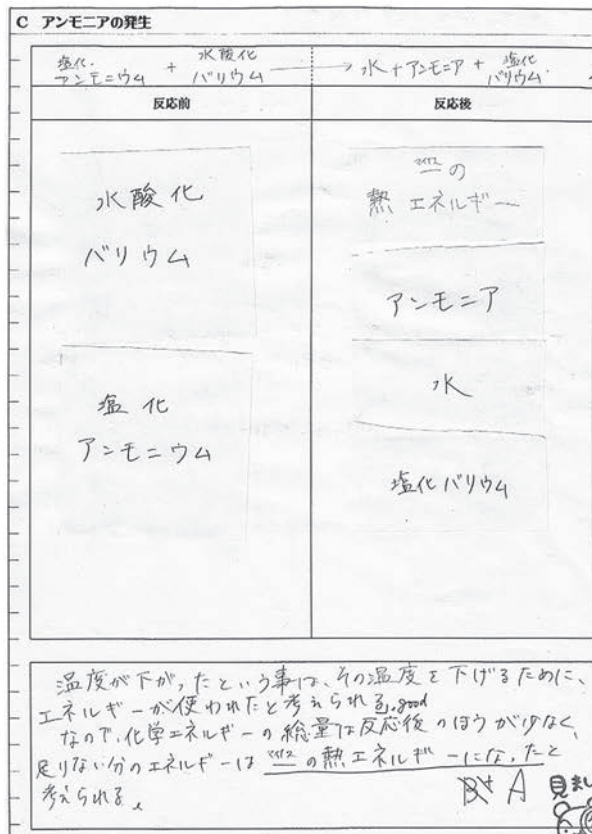 C アンモニアの発生
塩化アンモニウム + 水酸化バリウム → 水+アンモニア + 塩化バリウム
反応前
反応後
水酸化
バリウム
塩化
アンモニウム
マイナスの
熱エネルギー
アンモニア
水
塩化バリウム
温度が下がったという事は、その温度を下げるために、
エネルギーが使われたと考えられる。good
なので、化学エネルギーの総量は反応後のほうが少なく、
足りない分のエネルギーは マイナスの熱エネルギーになったと
考えられる。
B+ A
見まし